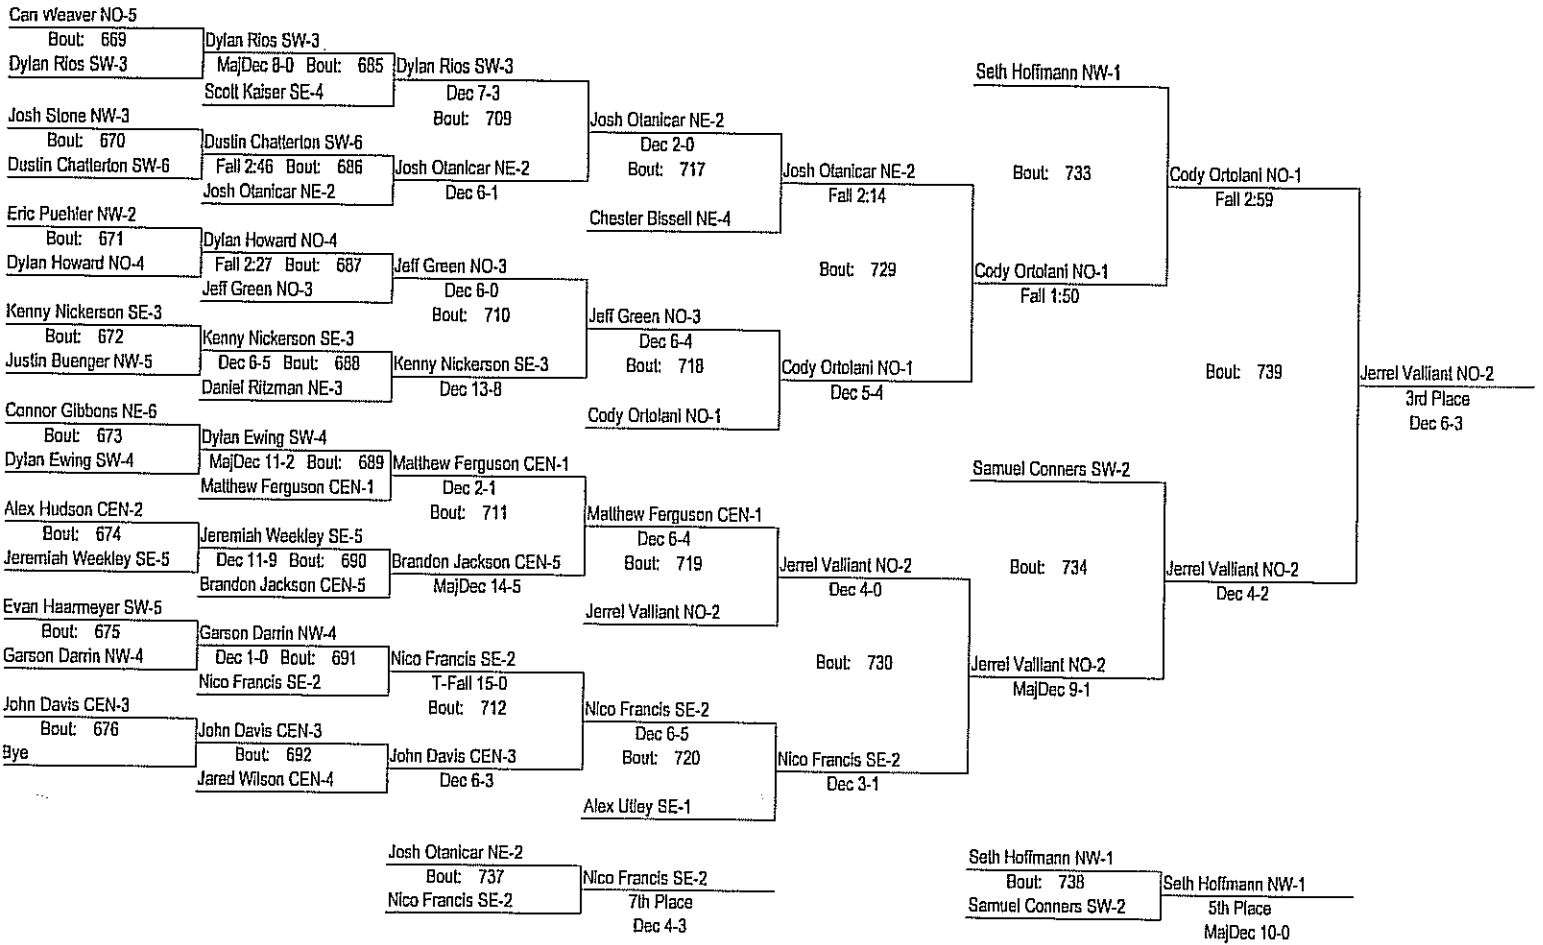 Can Weaver NO-5
Bout: 669
Dylan Rios SW-3
Josh Stone NW-3
Bout: 670
Dustin Chatterton SW-6
Eric Puehler NW-2
Bout: 671
Dylan Howard NO-4
Kenny Nickerson SE-3
Bout: 672
Justin Buenger NW-5
Connor Gibbons NE-6
Bout: 673
Dylan Ewing SW-4
Alex Hudson CEN-2
Bout: 674
Jeremiah Weekley SE-5
Evan Haarmeyer SW-5
Bout: 675
Garson Darrin NW-4
John Davis CEN-3
Bout: 676
Bye
Dylan Rios SW-3
MajDec 8-0 Bout: 685
Scott Kaiser SE-4
Dustin Chatterton SW-6
Fall 2:46 Bout: 686
Josh Otanicar NE-2
Dylan Howard NO-4
Fall 2:27 Bout: 687
Jeff Green NO-3
Kenny Nickerson SE-3
Dec 6-5 Bout: 688
Daniel Ritzman NE-3
Dylan Ewing SW-4
MajDec 11-2 Bout: 689
Matthew Ferguson CEN-1
Jeremiah Weekley SE-5
Dec 11-9 Bout: 690
Brandon Jackson CEN-5
Garson Darrin NW-4
Dec 1-0 Bout: 691
Nico Francis SE-2
John Davis CEN-3
Bout: 692
Jared Wilson CEN-4
Dylan Rios SW-3
Dec 7-3
Bout: 709
Josh Otanicar NE-2
Dec 6-1
Jeff Green NO-3
Dec 6-0
Bout: 710
Kenny Nickerson SE-3
Dec 13-8
Matthew Ferguson CEN-1
Dec 2-1
Bout: 711
Brandon Jackson CEN-5
MajDec 14-5
Nico Francis SE-2
T-Fall 15-0
Bout: 712
John Davis CEN-3
Dec 6-3
Josh Otanicar NE-2
Dec 2-0
Bout: 717
Chester Bissell NE-4
Jeff Green NO-3
Dec 6-4
Bout: 718
Cody Ortolani NO-1
Matthew Ferguson CEN-1
Dec 6-4
Bout: 719
Jerrel Valliant NO-2
Nico Francis SE-2
Dec 6-5
Bout: 720
Alex Utley SE-1
Josh Otanicar NE-2
Fall 2:14
Bout: 729
Cody Ortolani NO-1
Dec 5-4
Jerrel Valliant NO-2
Dec 4-0
Bout: 730
Nico Francis SE-2
Dec 3-1
Seth Hoffmann NW-1
Bout: 733
Cody Ortolani NO-1
Fall 1:50
Samuel Conners SW-2
Bout: 734
Jerrel Valliant NO-2
MajDec 9-1
Cody Ortolani NO-1
Fall 2:59
Bout: 739
Jerrel Valliant NO-2
Dec 4-2
Jerrel Valliant NO-2
3rd Place
Dec 6-3
Josh Otanicar NE-2
Bout: 737
Nico Francis SE-2
Nico Francis SE-2
7th Place
Dec 4-3
Seth Hoffmann NW-1
Bout: 738
Samuel Conners SW-2
Seth Hoffmann NW-1
5th Place
MajDec 10-0